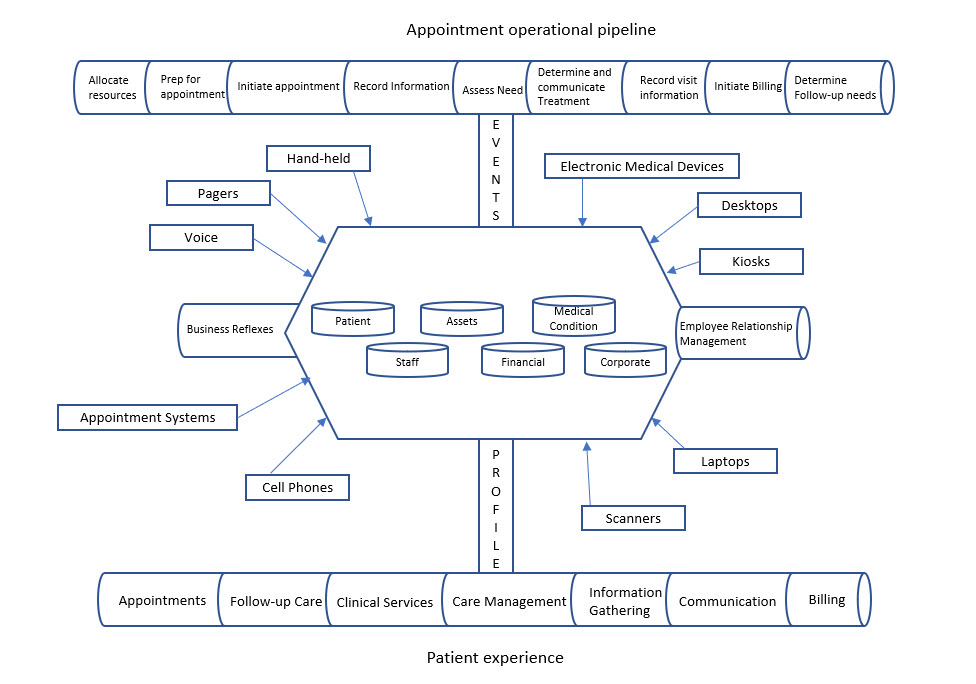 Appointment operational pipeline
Allocate
resources
Prep for
appointment
Initiate appointment
Record Information
Assess Need
Determine and
communicate
Treatment
Record visit
information
Initiate Billing
Determine
Follow-up needs
E
V
E
N
T
S
Hand-held
Electronic Medical Devices
Pagers
Desktops
Voice
Kiosks
Business Reflexes
Patient
Assets
Medical
Condition
Employee Relationship
Management
Staff
Financial
Corporate
Appointment Systems
Cell Phones
Laptops
Scanners
P
R
O
F
I
L
E
Appointments
Follow-up Care
Clinical Services
Care Management
Information
Gathering
Communication
Billing
Patient experience